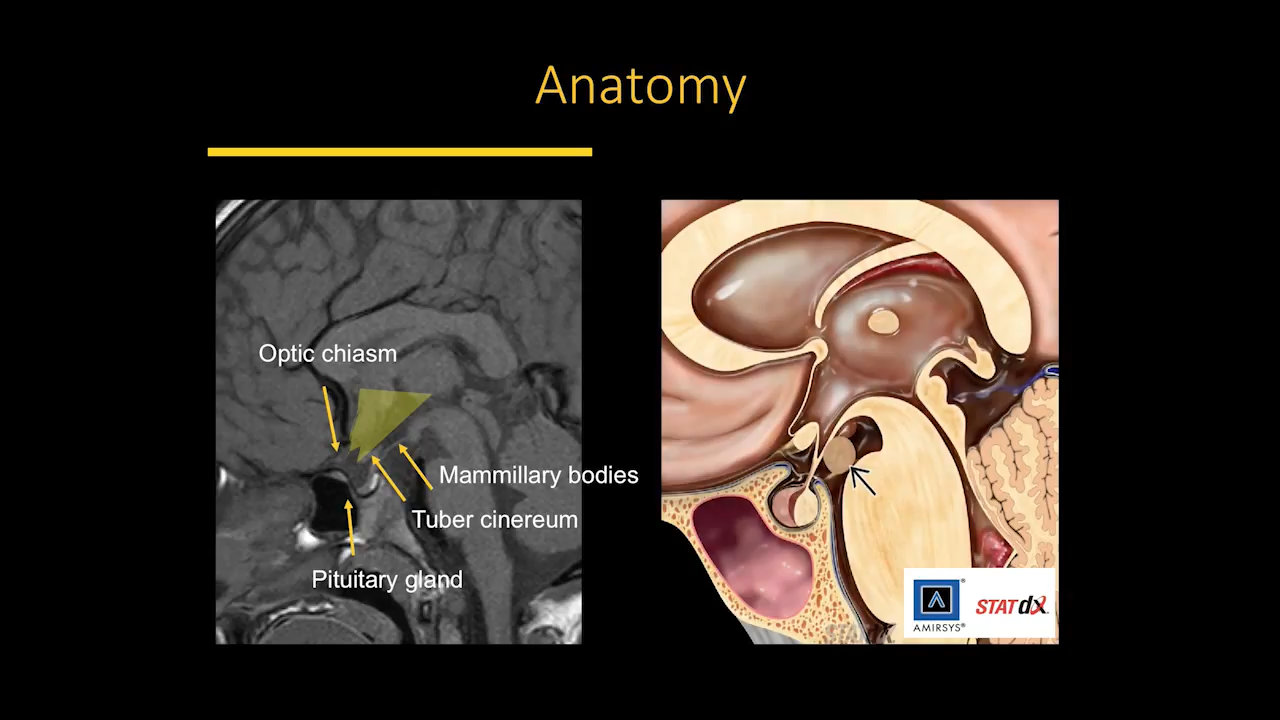 Anatomy
Optic chiasm
Mammillary bodies
Tuber cinereum
Pituitary gland
AMIRSYS®
STATdx